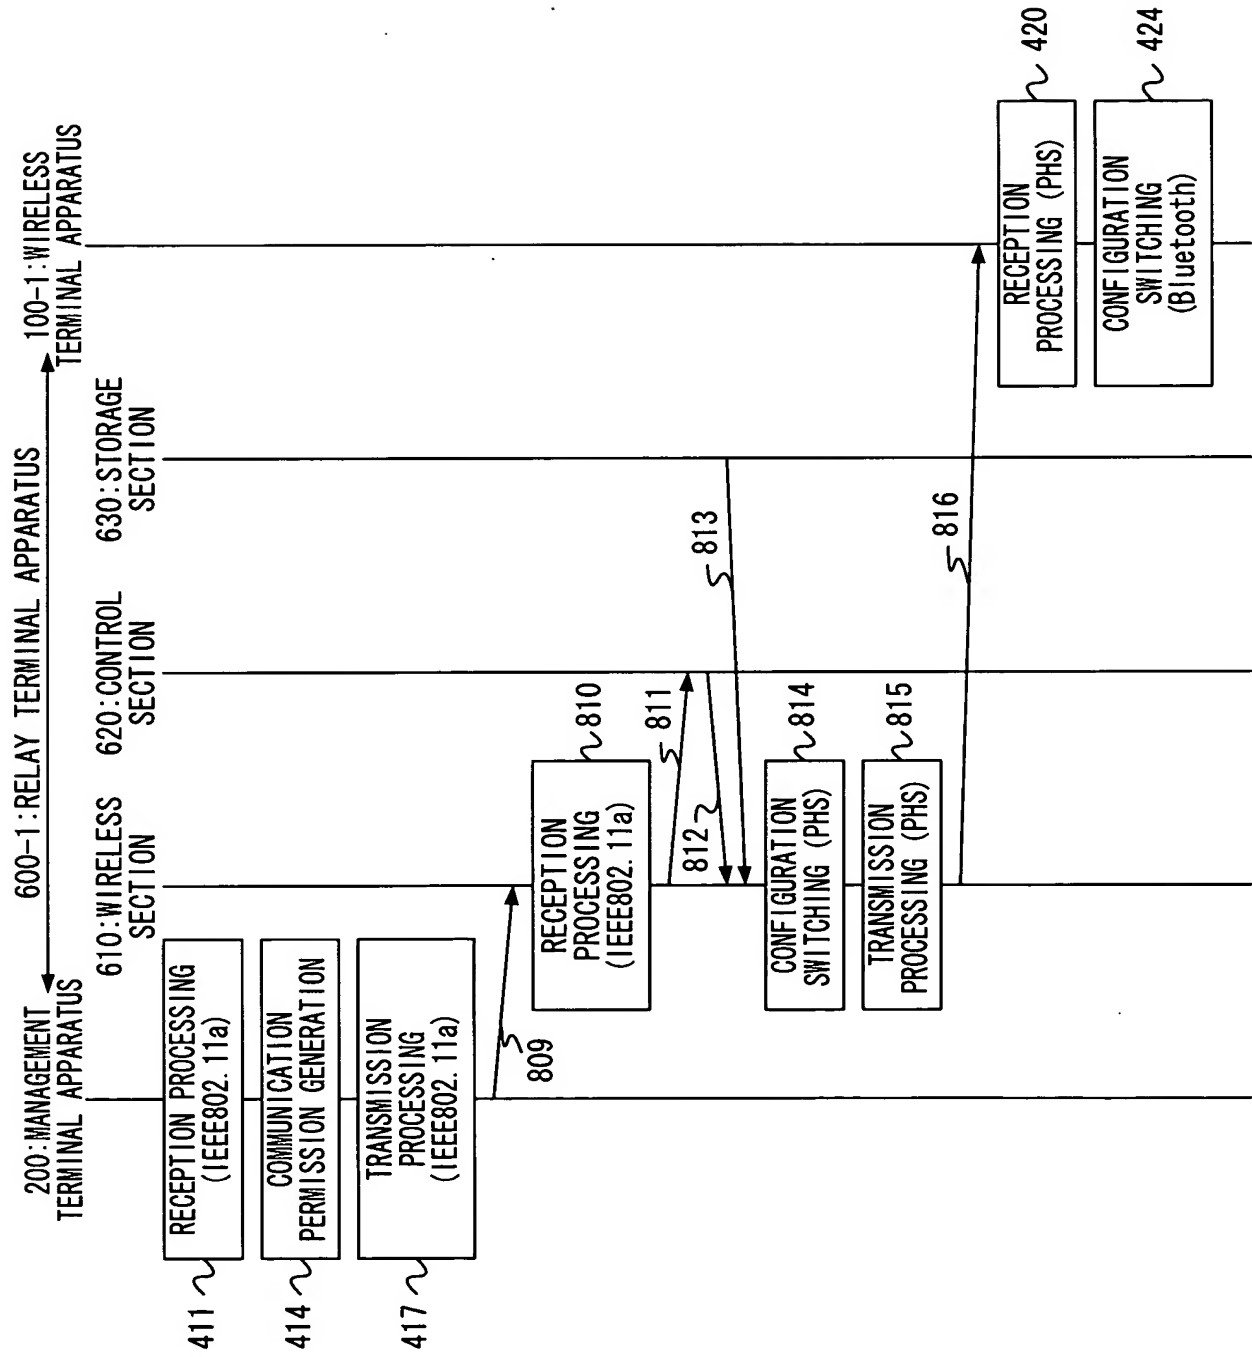 600-1:RELAY TERMINAL APPARATUS
200:MANAGEMENT
TERMINAL APPARATUS
610:WIRELESS
SECTION
620:CONTROL
SECTION
630:STORAGE
SECTION
100-1:WIRELESS
TERMINAL APPARATUS
411
RECEPTION PROCESSING
(IEEE802.11a)
414
COMMUNICATION
PERMISSION GENERATION
417
TRANSMISSION
PROCESSING
(IEEE802.11a)
809
RECEPTION
PROCESSING
(IEEE802.11a)
810
811
812
813
CONFIGURATION
SWITCHING (PHS)
814
TRANSMISSION
PROCESSING (PHS)
815
816
RECEPTION
PROCESSING (PHS)
420
CONFIGURATION
SWITCHING
(Bluetooth)
424